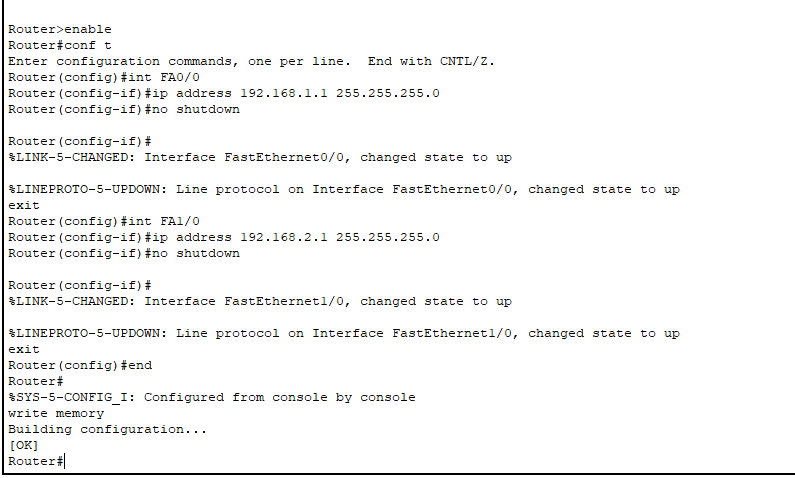 Router>enable
Router#conf t
Enter configuration commands, one per line.  End with CNTL/Z.
Router(config)#int FA0/0
Router(config-if)#ip address 192.168.1.1 255.255.255.0
Router(config-if)#no shutdown
Router(config-if)#
%LINK-5-CHANGED: Interface FastEthernet0/0, changed state to up
%LINEPROTO-5-UPDOWN: Line protocol on Interface FastEthernet0/0, changed state to up
exit
Router(config)#int FA1/0
Router(config-if)#ip address 192.168.2.1 255.255.255.0
Router(config-if)#no shutdown
Router(config-if)#
%LINK-5-CHANGED: Interface FastEthernet1/0, changed state to up
%LINEPROTO-5-UPDOWN: Line protocol on Interface FastEthernet1/0, changed state to up
exit
Router(config)#end
Router#
%SYS-5-CONFIG_I: Configured from console by console
write memory
Building configuration...
[OK]
Router#